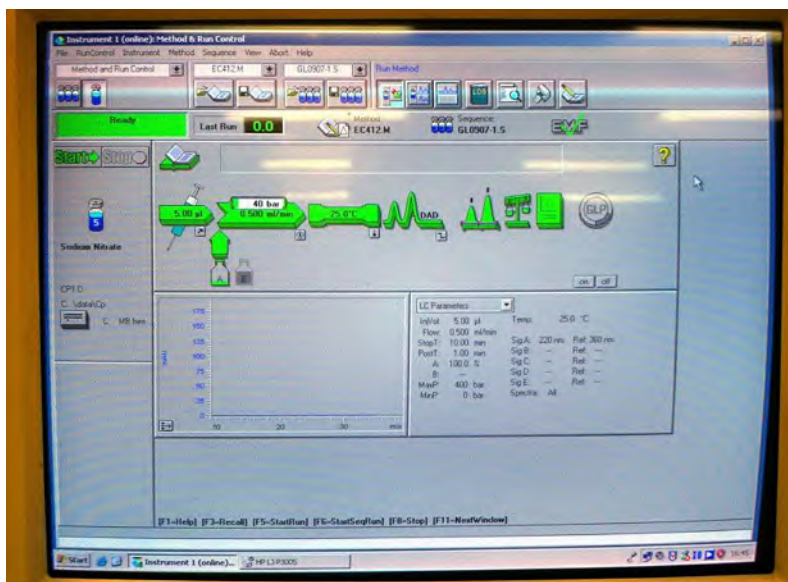 Instrument 1 (online): Method & Run Control
File RunControl Instrument Method Sequence View Abort Help
Method and Run Control EC412.M GL0907-1.S Run Method
Ready
Last Run 0.0
Method:
EC412.M
Sequence:
GL0907-1.S
EMF
Start Stop
5
Sodium Nitrate
5.00 µl
40 bar
0.500 ml/min
25.0°C
DAD
GLP
A
on off
C:
175
150
125
100
75
50
25
0
10 20 30 min
LC Parameters
InjVol: 5.00 µl
Flow: 0.500 ml/min
StopT: 10.00 min
PostT: 1.00 min
A: 100.0 %
B: ---
MaxP: 400 bar
MinP: 0 bar
Temp: 25.0 °C
SigA: 220 nm Ref: 360 nm
Sig B: --- Ref: ---
Sig C: --- Ref: ---
Sig D: --- Ref: ---
Sig E: --- Ref: ---
Spectra: All
[F1=Help] [F3=Recall] [F5=StartRun] [F6=StartSeqRun] [F8=Stop] [F11=NextWindow]
Start
Instrument 1 (online)...
16:45